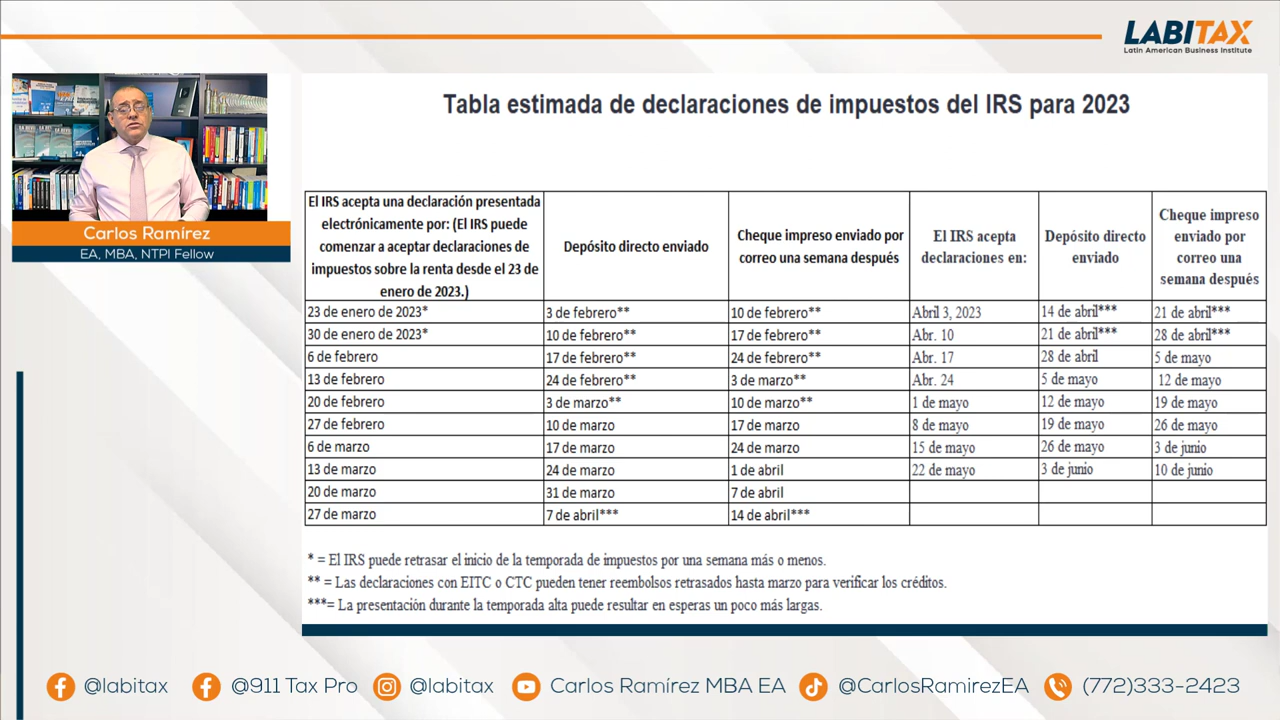 LABITAX
Latin American Business Institute
Tabla estimada de declaraciones de impuestos del IRS para 2023
Carlos Ramírez
EA, MBA, NTPI Fellow
El IRS acepta una declaración presentada
electrónicamente por: (El IRS puede
comenzar a aceptar declaraciones de
impuestos sobre la renta desde el 23 de
enero de 2023.)
Depósito directo enviado
Cheque impreso enviado por
correo una semana después
El IRS acepta
declaraciones en:
Depósito directo
enviado
Cheque impreso
enviado por
correo una
semana después
23 de enero de 2023* 3 de febrero** 10 de febrero** Abril 3, 2023 14 de abril*** 21 de abril***
30 de enero de 2023* 10 de febrero** 17 de febrero** Abr. 10 21 de abril*** 28 de abril***
6 de febrero 17 de febrero** 24 de febrero** Abr. 17 28 de abril 5 de mayo
13 de febrero 24 de febrero** 3 de marzo** Abr. 24 5 de mayo 12 de mayo
20 de febrero 3 de marzo** 10 de marzo** 1 de mayo 12 de mayo 19 de mayo
27 de febrero 10 de marzo 17 de marzo 8 de mayo 19 de mayo 26 de mayo
6 de marzo 17 de marzo 24 de marzo 15 de mayo 26 de mayo 3 de junio
13 de marzo 24 de marzo 1 de abril 22 de mayo 3 de junio 10 de junio
20 de marzo 31 de marzo 7 de abril
27 de marzo 7 de abril*** 14 de abril***
* = El IRS puede retrasar el inicio de la temporada de impuestos por una semana más o menos.
** = Las declaraciones con EITC o CTC pueden tener reembolsos retrasados hasta marzo para verificar los créditos.
***= La presentación durante la temporada alta puede resultar en esperas un poco más largas.
@labitax @911 Tax Pro @labitax Carlos Ramírez MBA EA @CarlosRamirezEA (772)333-2423